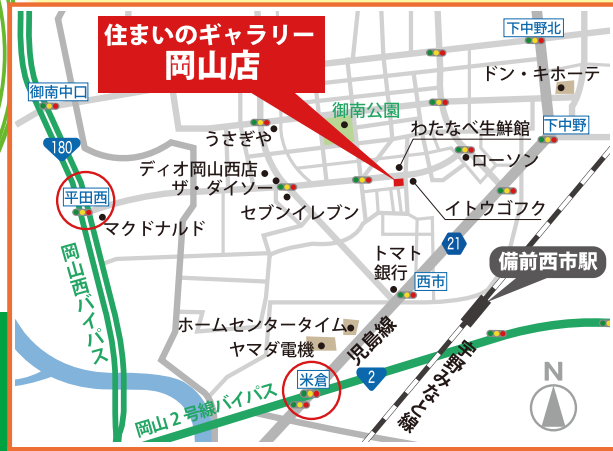 住まいのギャラリー
岡山店
下中野北
ドン・キホーテ
御南中口
御南公園
下中野
わたなべ生鮮館
うさぎや
ローソン
180
ディオ岡山西店
ザ・ダイソー
平田西
セブンイレブン
イトウゴフク
マクドナルド
21
岡山西バイパス
トマト
銀行
西市
備前西市駅
ホームセンタータイム
ヤマダ電機
児島線
宇野みなと線
米倉
2
岡山2号線バイパス
N